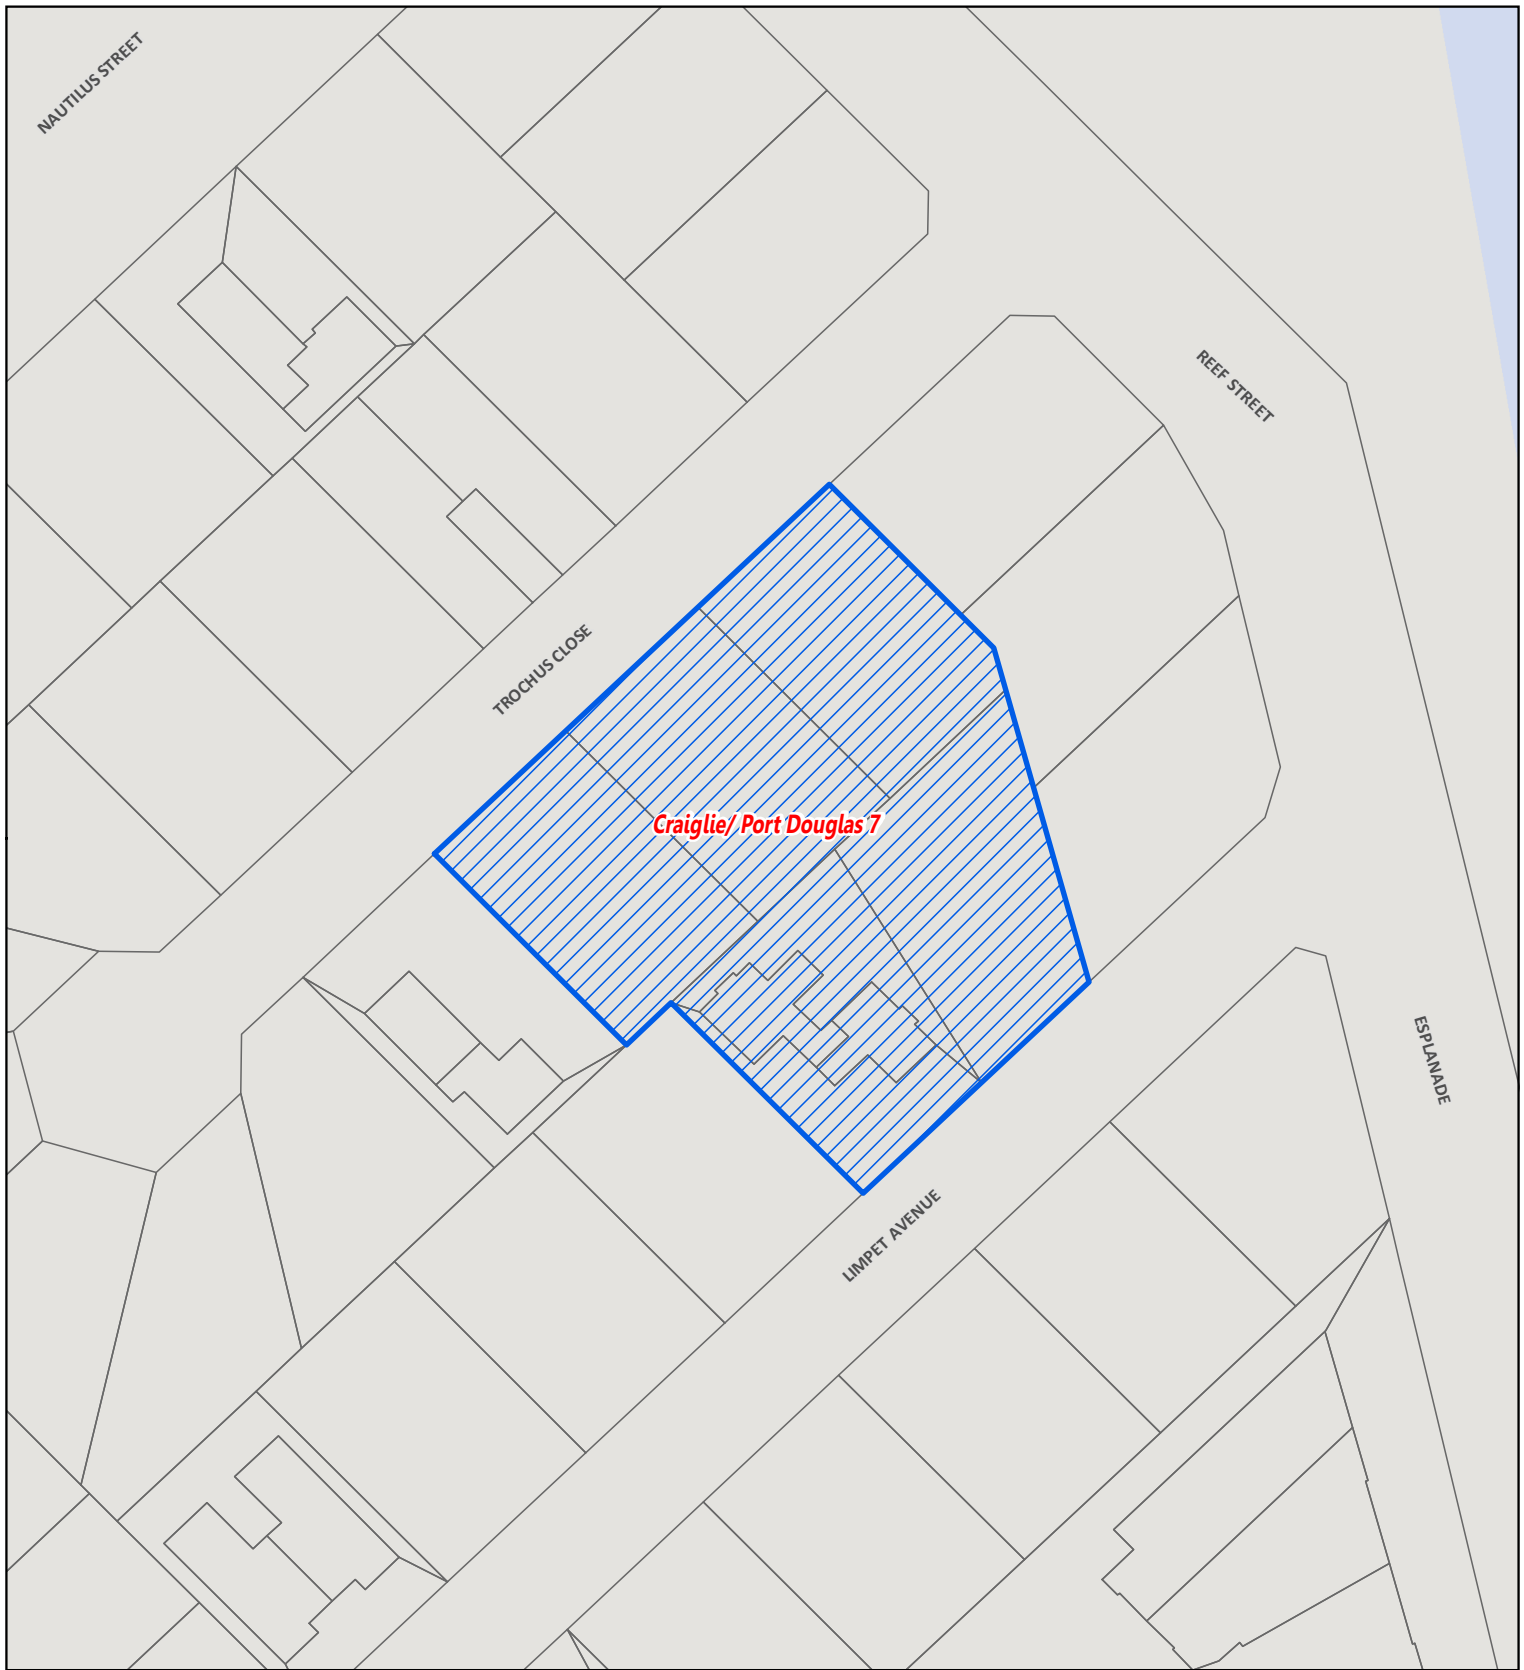 NAUTILUS STREET
REEF STREET
TROCHUS CLOSE
Craiglie/ Port Douglas 7
ESPLANADE
LIMPET AVENUE